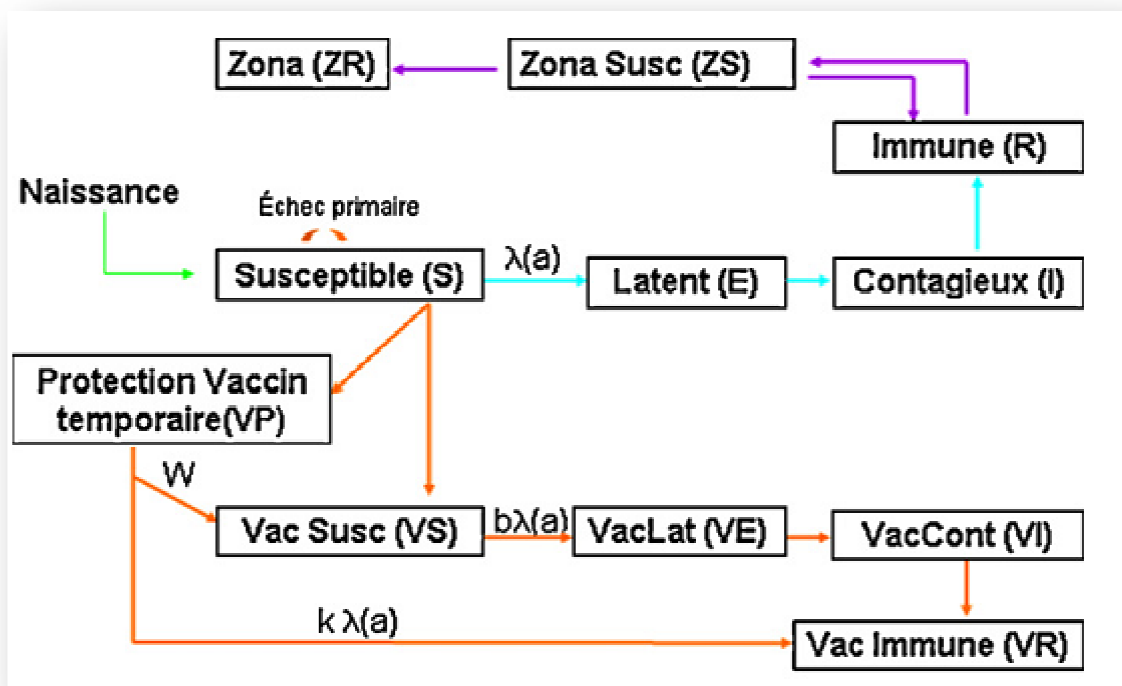 Zona (ZR)
Zona Susc (ZS)
Immune (R)
Naissance
Échec primaire
Susceptible (S)
λ(a)
Latent (E)
Contagieux (I)
Protection Vaccin
temporaire(VP)
W
Vac Susc (VS)
bλ(a)
VacLat (VE)
VacCont (VI)
k λ(a)
Vac Immune (VR)